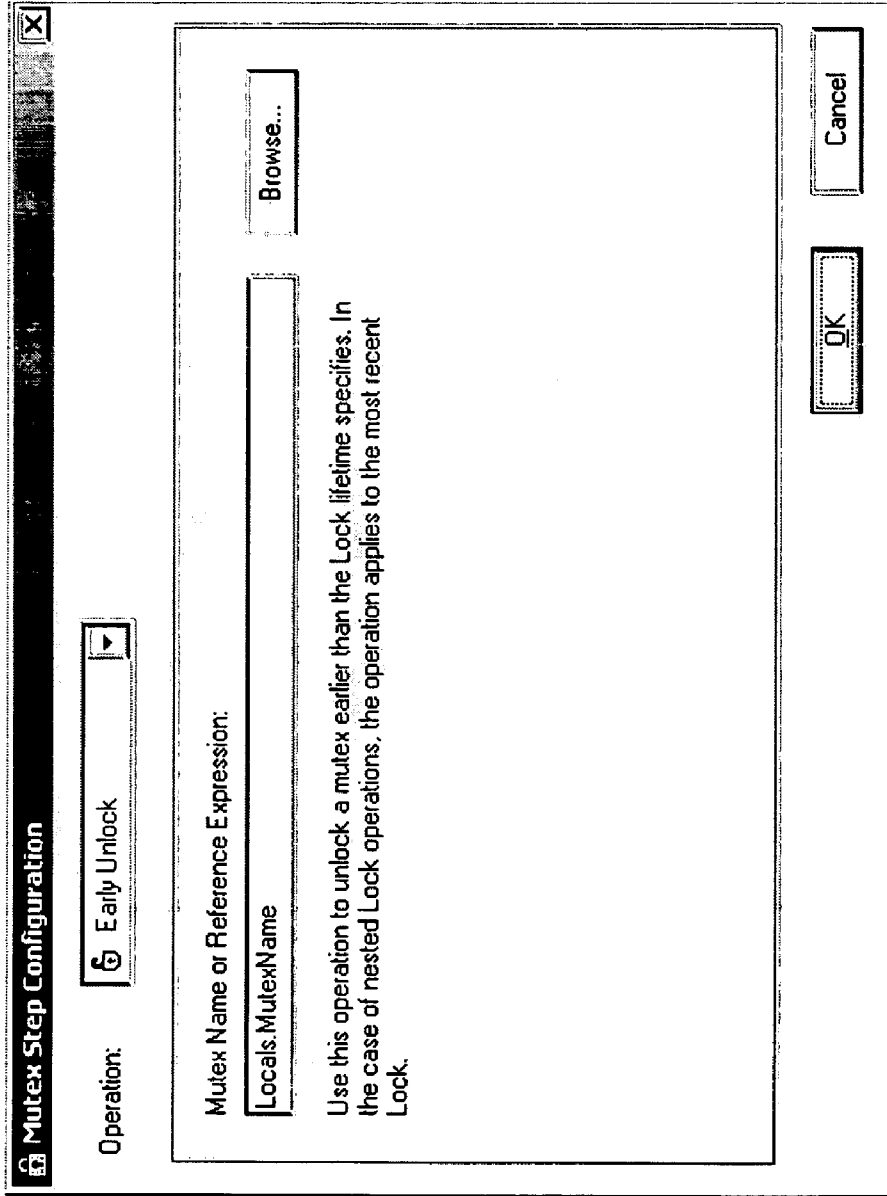 Mutex Step Configuration
Operation:
Early Unlock
Mutex Name or Reference Expression:
Locals.MutexName
Browse...
Use this operation to unlock a mutex earlier than the Lock lifetime specifies. In
the case of nested Lock operations, the operation applies to the most recent
Lock.
OK
Cancel